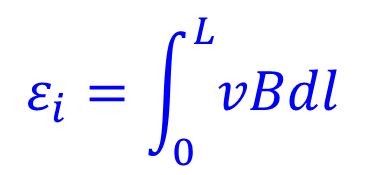 εᵢ = ∫₀ᴸ vBdl